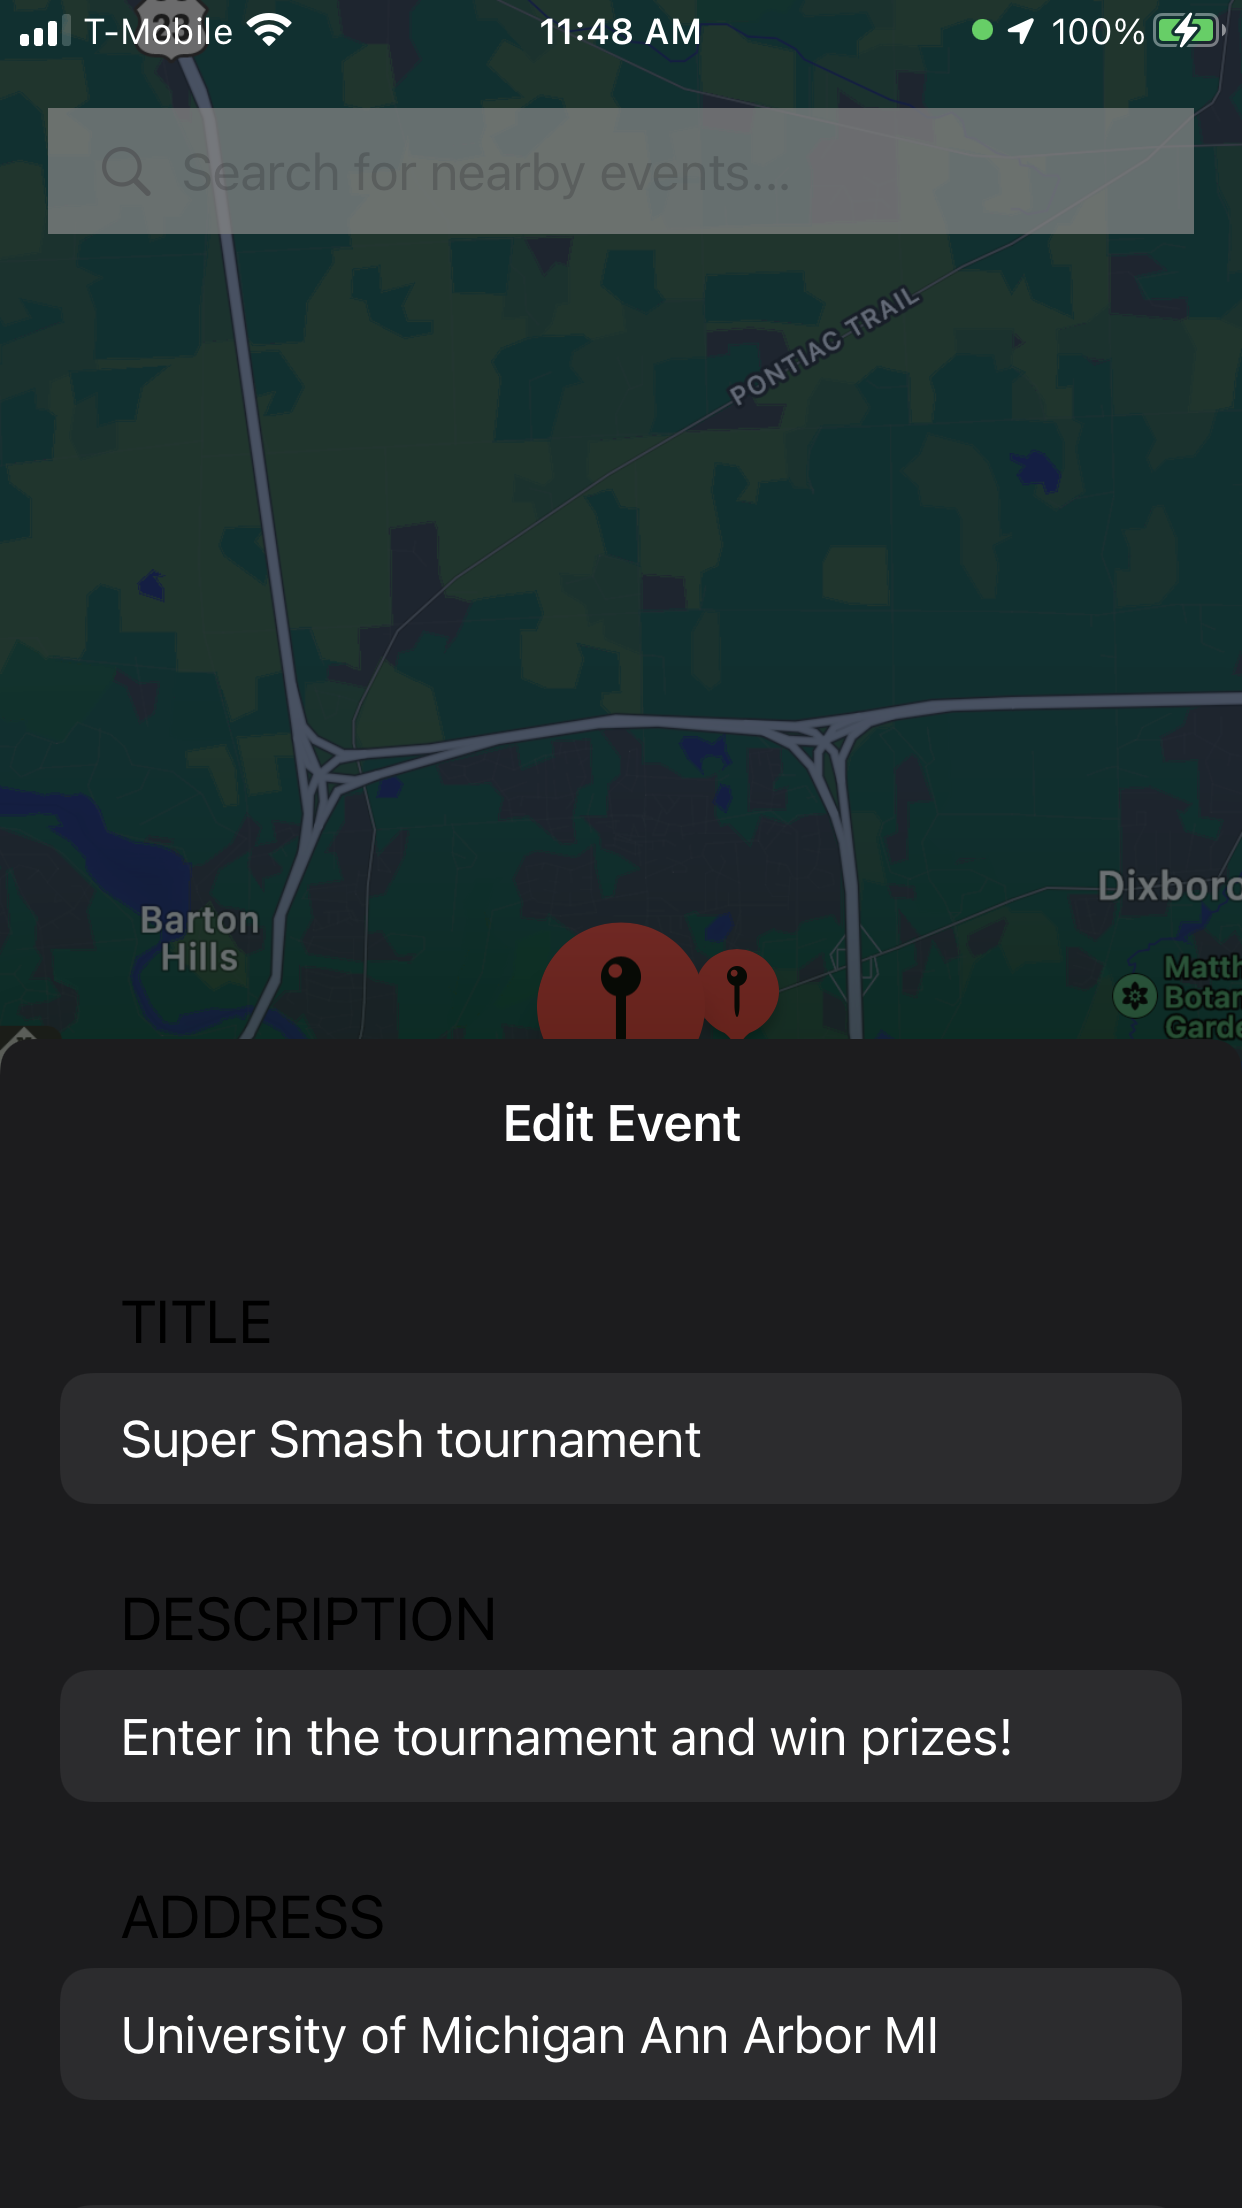 T-Mobile 11:48 AM 100%
Search for nearby events...
PONTIAC TRAIL
Barton
Hills
Dixboro
Matth
Botan
Garde
Edit Event
TITLE
Super Smash tournament
DESCRIPTION
Enter in the tournament and win prizes!
ADDRESS
University of Michigan Ann Arbor MI